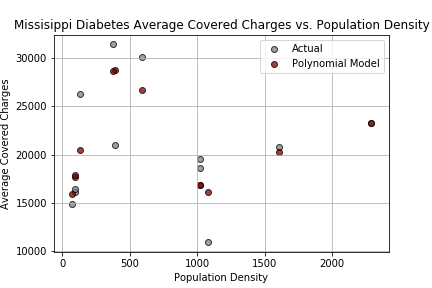 Missisippi Diabetes Average Covered Charges vs. Population Density
Actual
Polynomial Model
Average Covered Charges
30000
25000
20000
15000
10000
0 500 1000 1500 2000
Population Density